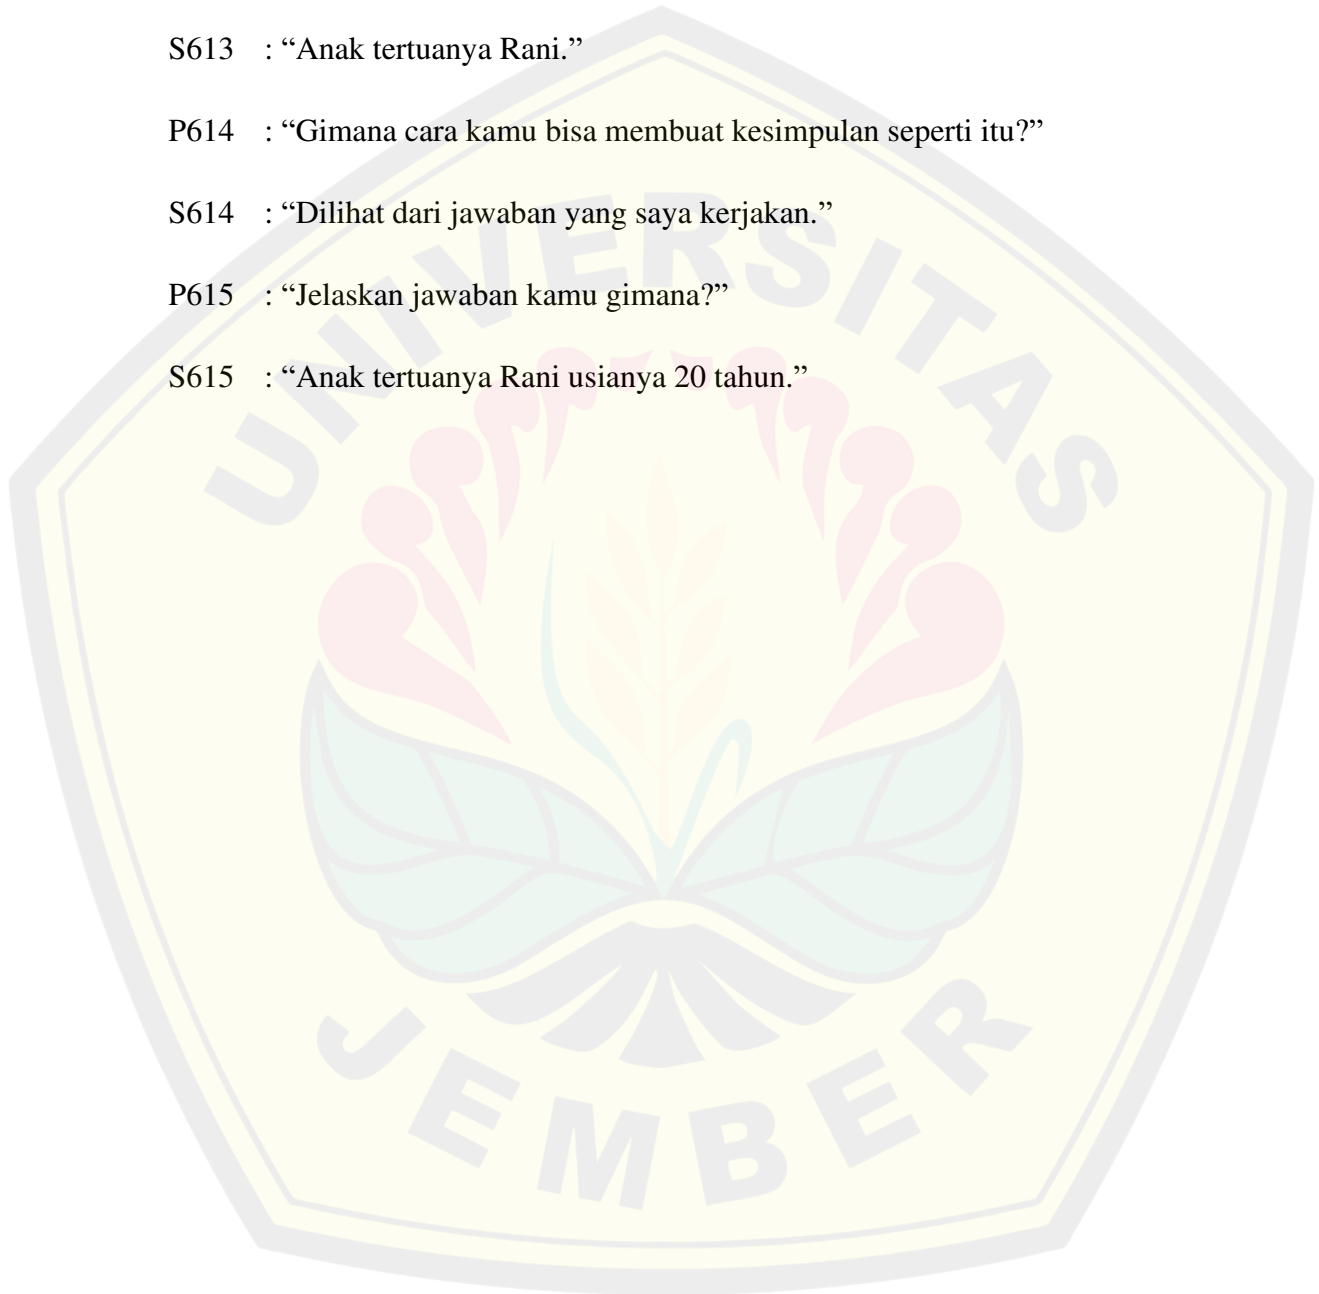 S613 : “Anak tertuanya Rani.”
P614 : “Gimana cara kamu bisa membuat kesimpulan seperti itu?”
S614 : “Dilihat dari jawaban yang saya kerjakan.”
P615 : “Jelaskan jawaban kamu gimana?”
S615 : “Anak tertuanya Rani usianya 20 tahun.”
UNIVERSITAS
JEMBER